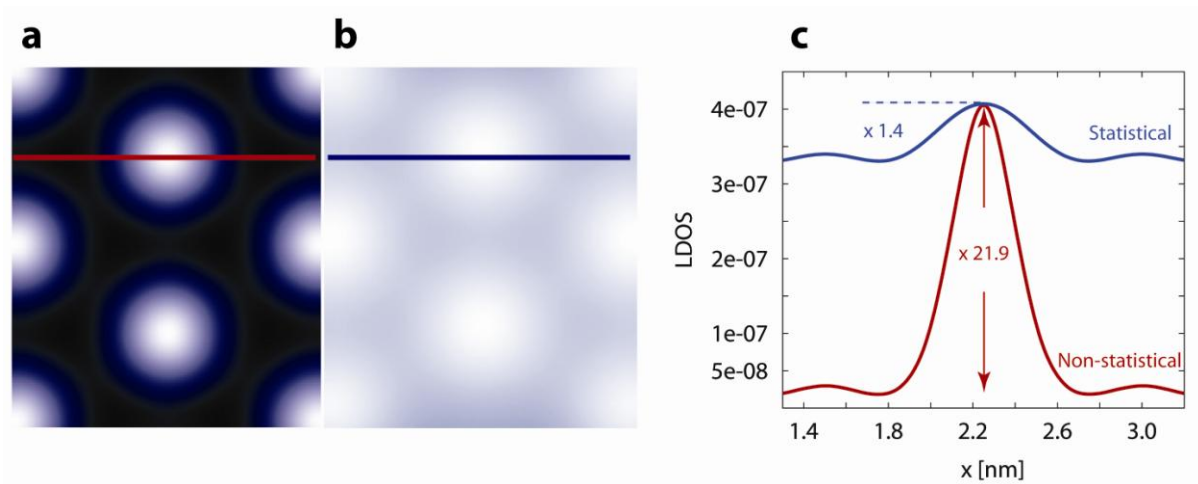 a
b
c
4e-07
3e-07
2e-07
1e-07
5e-08
LDOS
x 1.4
Statistical
x 21.9
Non-statistical
1.4
1.8
2.2
2.6
3.0
x [nm]